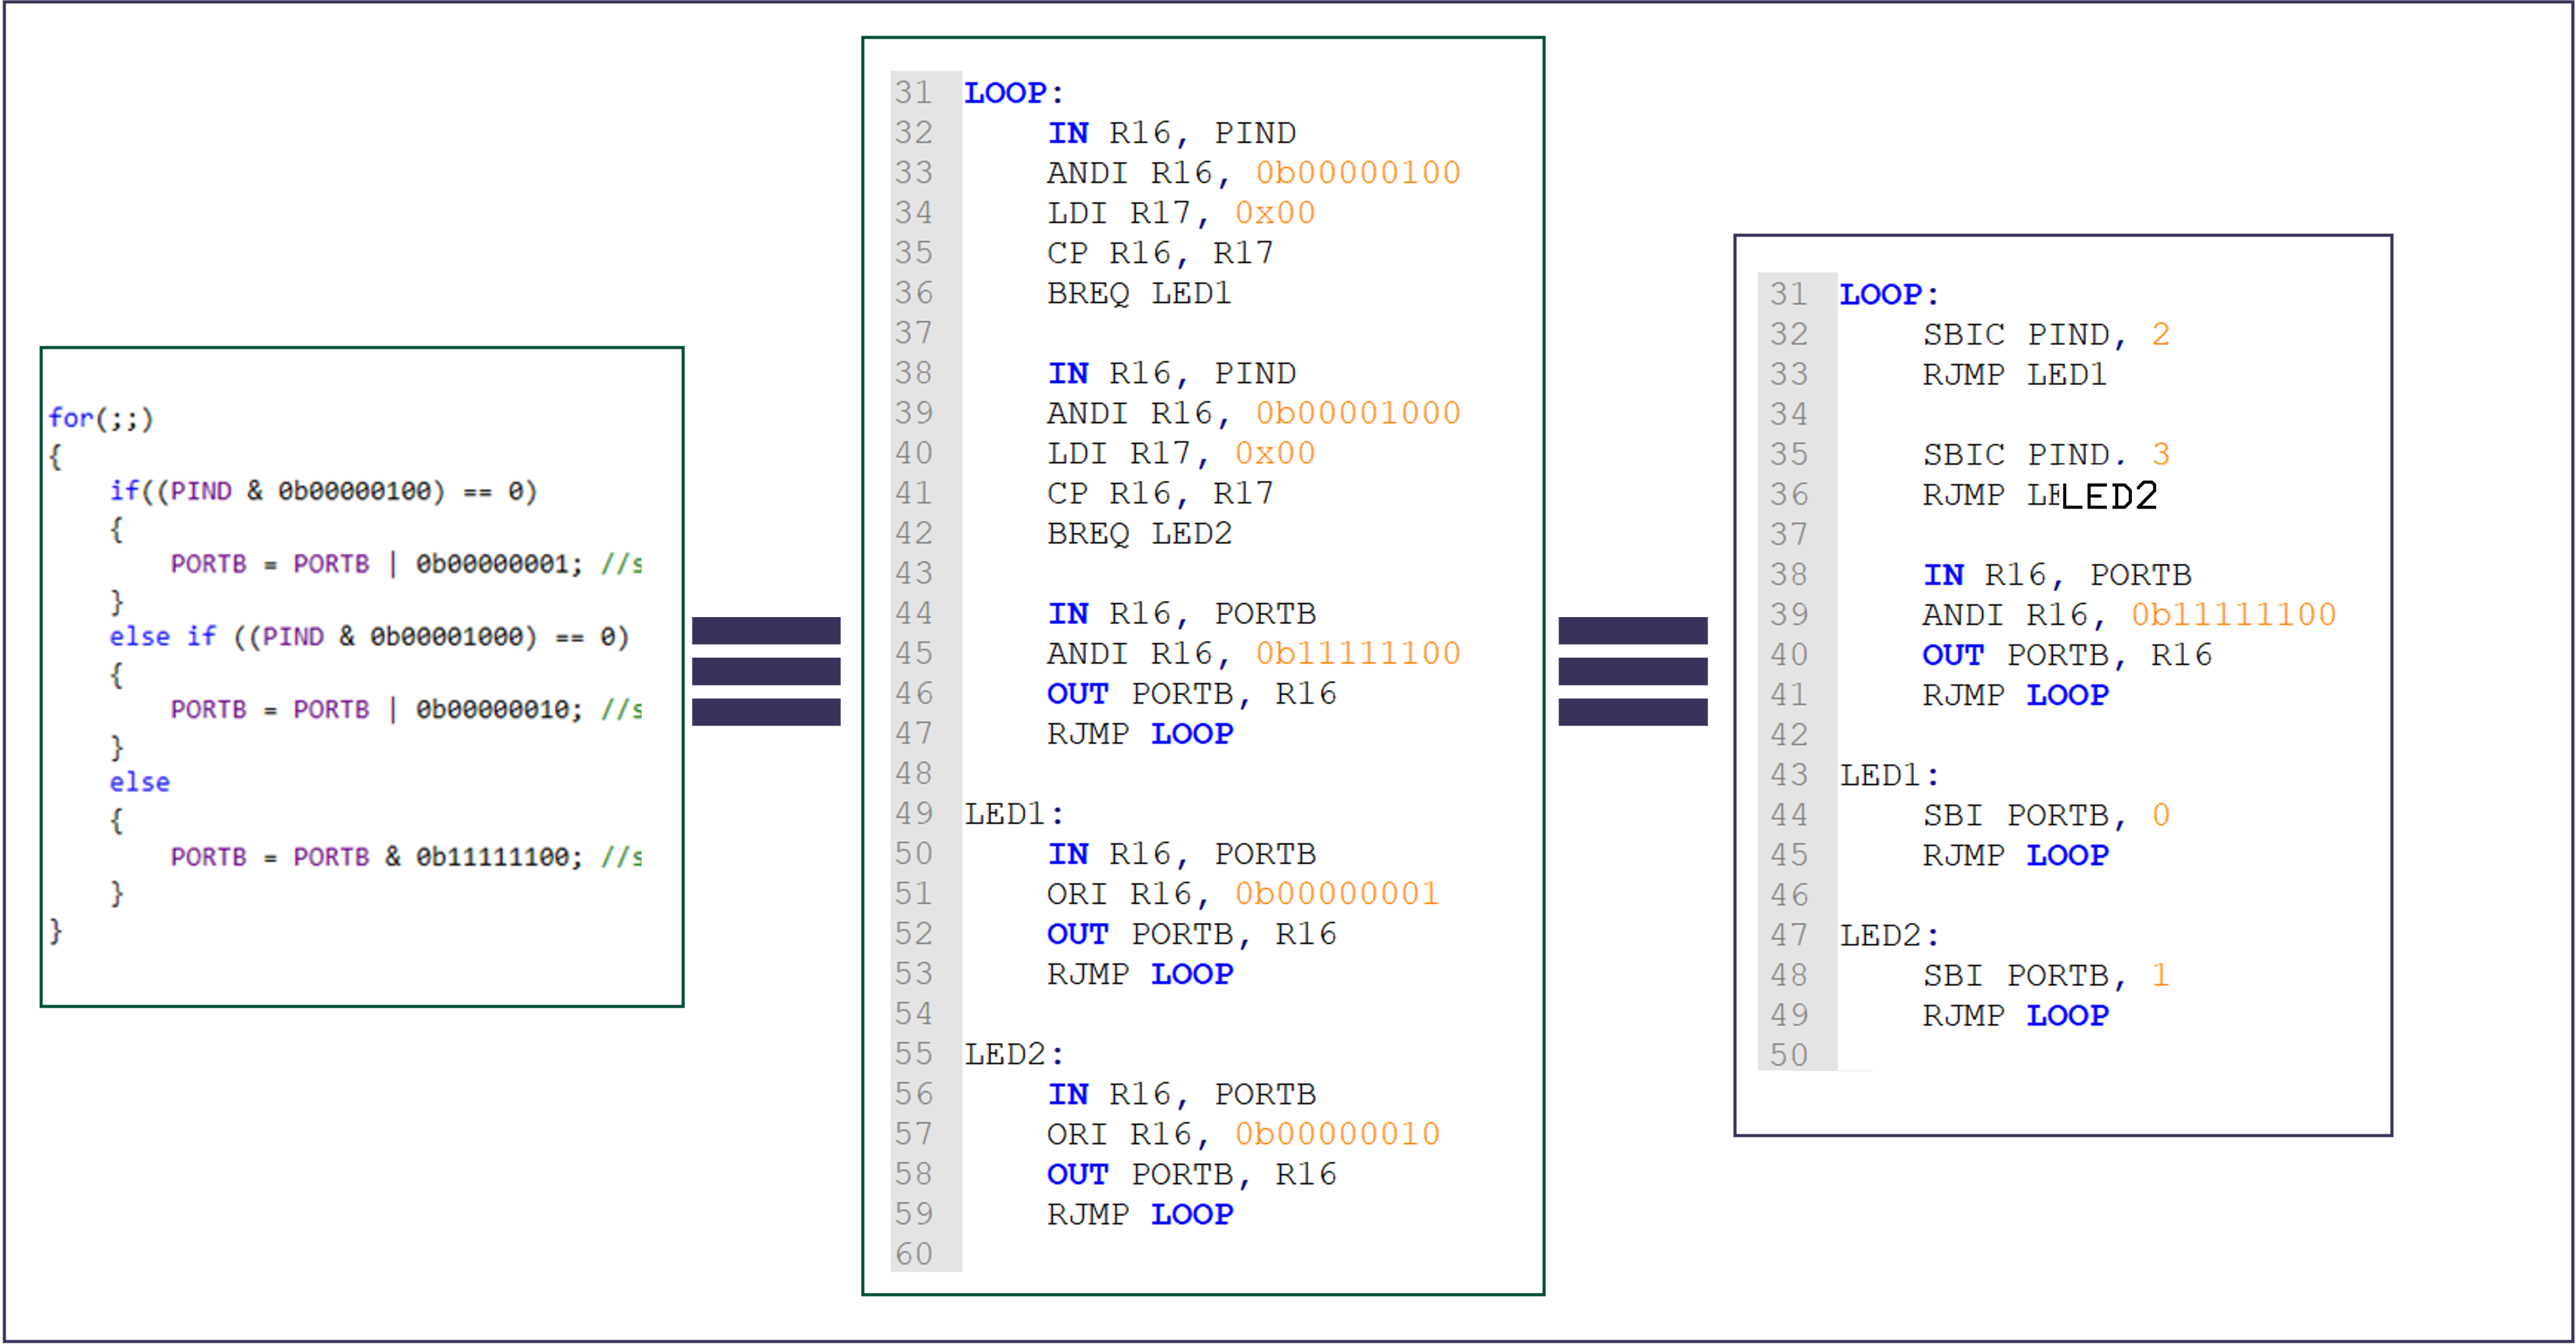 for(;;)
{
if((PIND & 0b00000100) == 0)
{
PORTB = PORTB | 0b00000001; //s
}
else if ((PIND & 0b00001000) == 0)
{
PORTB = PORTB | 0b00000010; //s
}
else
{
PORTB = PORTB & 0b11111100; //s
}
}
31 LOOP:
32 IN R16, PIND
33 ANDI R16, 0b00000100
34 LDI R17, 0x00
35 CP R16, R17
36 BREQ LED1
37
38 IN R16, PIND
39 ANDI R16, 0b00001000
40 LDI R17, 0x00
41 CP R16, R17
42 BREQ LED2
43
44 IN R16, PORTB
45 ANDI R16, 0b11111100
46 OUT PORTB, R16
47 RJMP LOOP
48
49 LED1:
50 IN R16, PORTB
51 ORI R16, 0b00000001
52 OUT PORTB, R16
53 RJMP LOOP
54
55 LED2:
56 IN R16, PORTB
57 ORI R16, 0b00000010
58 OUT PORTB, R16
59 RJMP LOOP
60
31 LOOP:
32 SBIC PIND, 2
33 RJMP LED1
34
35 SBIC PIND. 3
36 RJMP LELED2
37
38 IN R16, PORTB
39 ANDI R16, 0b11111100
40 OUT PORTB, R16
41 RJMP LOOP
42
43 LED1:
44 SBI PORTB, 0
45 RJMP LOOP
46
47 LED2:
48 SBI PORTB, 1
49 RJMP LOOP
50